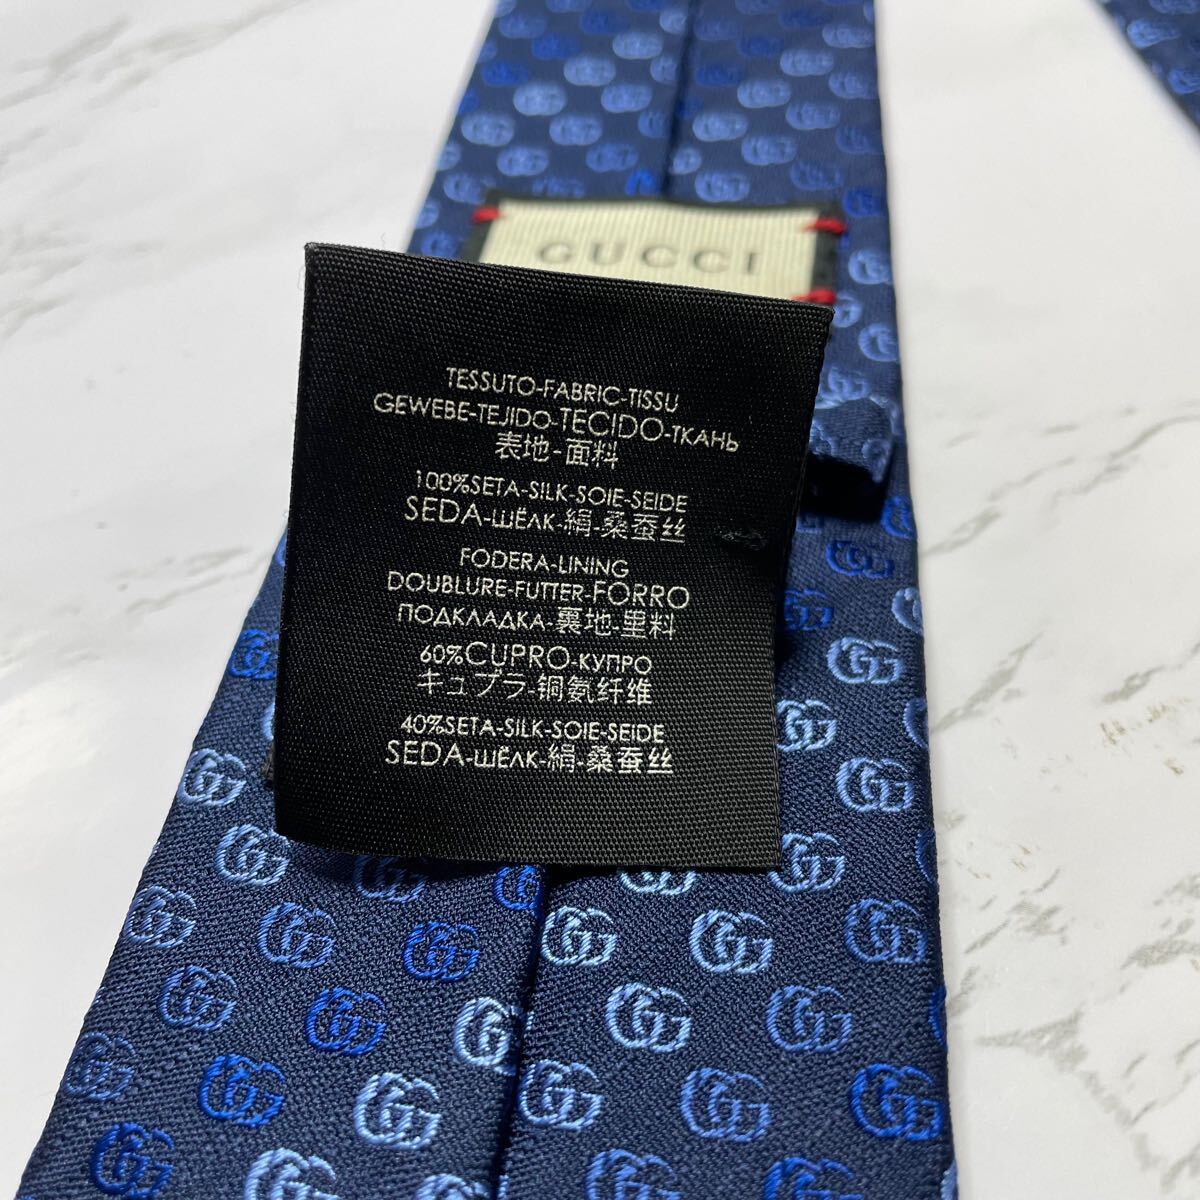 GUCCI
TESSUTO-FABRIC-TISSU
GEWEBE-TEJIDO-TECIDO-ТКАНЬ
表地-面料
100%SETA-SILK-SOIE-SEIDE
SEDA-ШЁЛК-絹-桑蚕丝
FODERA-LINING
DOUBLURE-FUTTER-FORRO
ПОДКЛАДКА-裏地-里料
60%CUPRO-КУПРО
キュプラ-铜氨纤维
40%SETA-SILK-SOIE-SEIDE
SEDA-ШЁЛК-絹-桑蚕丝